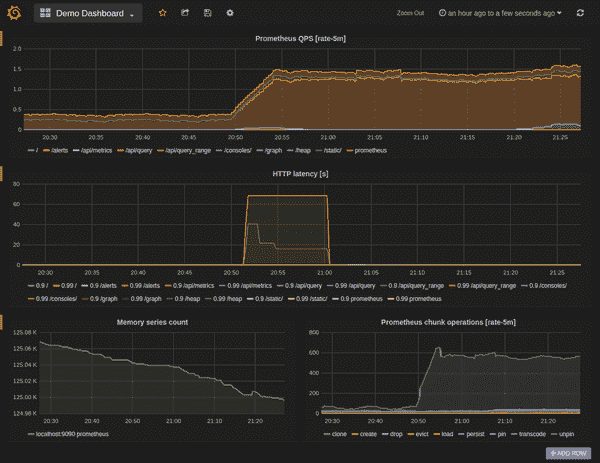 Demo Dashboard
Zoom Out
an hour ago to a few seconds ago
Prometheus QPS [rate-5m]
2.0
1.5
1.0
0.5
0
20:30 20:35 20:40 20:45 20:50 20:55 21:00 21:05 21:10 21:15 21:20 21:25
/ /alerts /api/metrics /api/query /api/query_range /consoles/ /graph /heap /static/ prometheus
HTTP latency [s]
80
60
40
20
0
20:30 20:35 20:40 20:45 20:50 20:55 21:00 21:05 21:10 21:15 21:20 21:25
0.9 / 0.99 / 0.9 /alerts 0.99 /alerts 0.9 /api/metrics 0.99 /api/metrics 0.9 /api/query 0.99 /api/query 0.9 /api/query_range 0.99 /api/query_range 0.9 /consoles/
0.99 /consoles/ 0.9 /graph 0.99 /graph 0.9 /heap 0.99 /heap 0.9 /static/ 0.99 /static/ 0.9 prometheus 0.99 prometheus
Memory series count
125.08 K
125.06 K
125.04 K
125.02 K
125.00 K
124.98 K
20:30 20:40 20:50 21:00 21:10 21:20
localhost:9090 prometheus
Prometheus chunk operations [rate-5m]
800
600
400
200
0
20:30 20:40 20:50 21:00 21:10 21:20
clone create drop evict load persist pin transcode unpin
ADD ROW